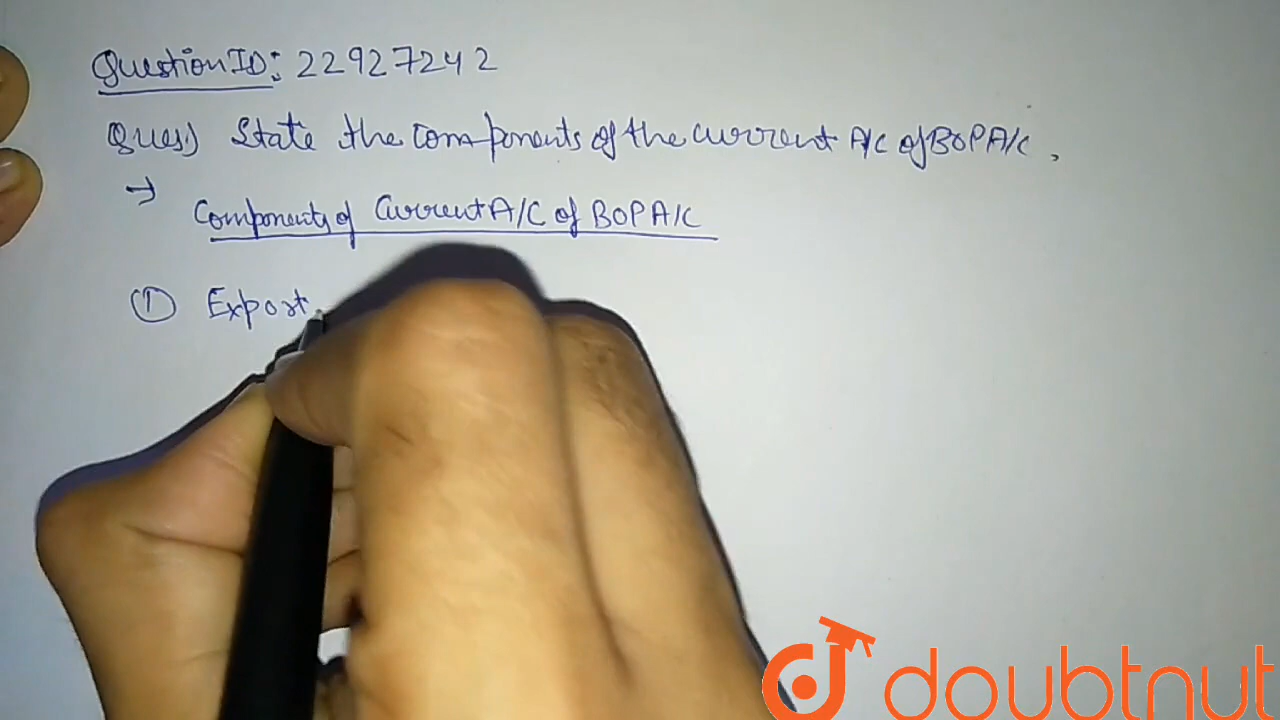 Question ID: 22927242
Ques) State the components of the current A/C of BOP A/C.
→ Components of Current A/C of BOP A/C
① Export
doubtnut